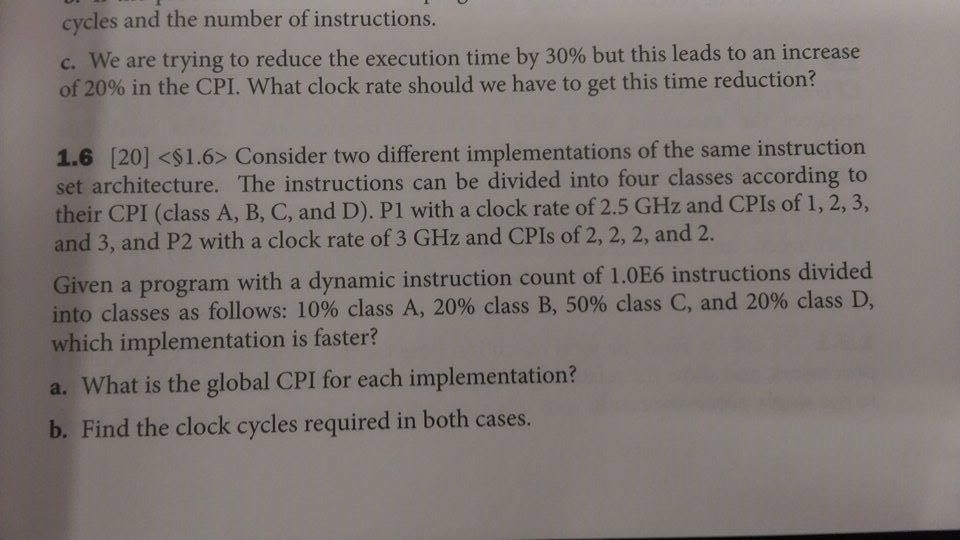 cycles and the number of instructions.
c. We are trying to reduce the execution time by 30% but this leads to an increase
of 20% in the CPI. What clock rate should we have to get this time reduction?
1.6 [20] <§1.6> Consider two different implementations of the same instruction
set architecture. The instructions can be divided into four classes according to
their CPI (class A, B, C, and D). P1 with a clock rate of 2.5 GHz and CPIs of 1, 2, 3,
and 3, and P2 with a clock rate of 3 GHz and CPIs of 2, 2, 2, and 2.
Given a program with a dynamic instruction count of 1.0E6 instructions divided
into classes as follows: 10% class A, 20% class B, 50% class C, and 20% class D,
which implementation is faster?
a. What is the global CPI for each implementation?
b. Find the clock cycles required in both cases.